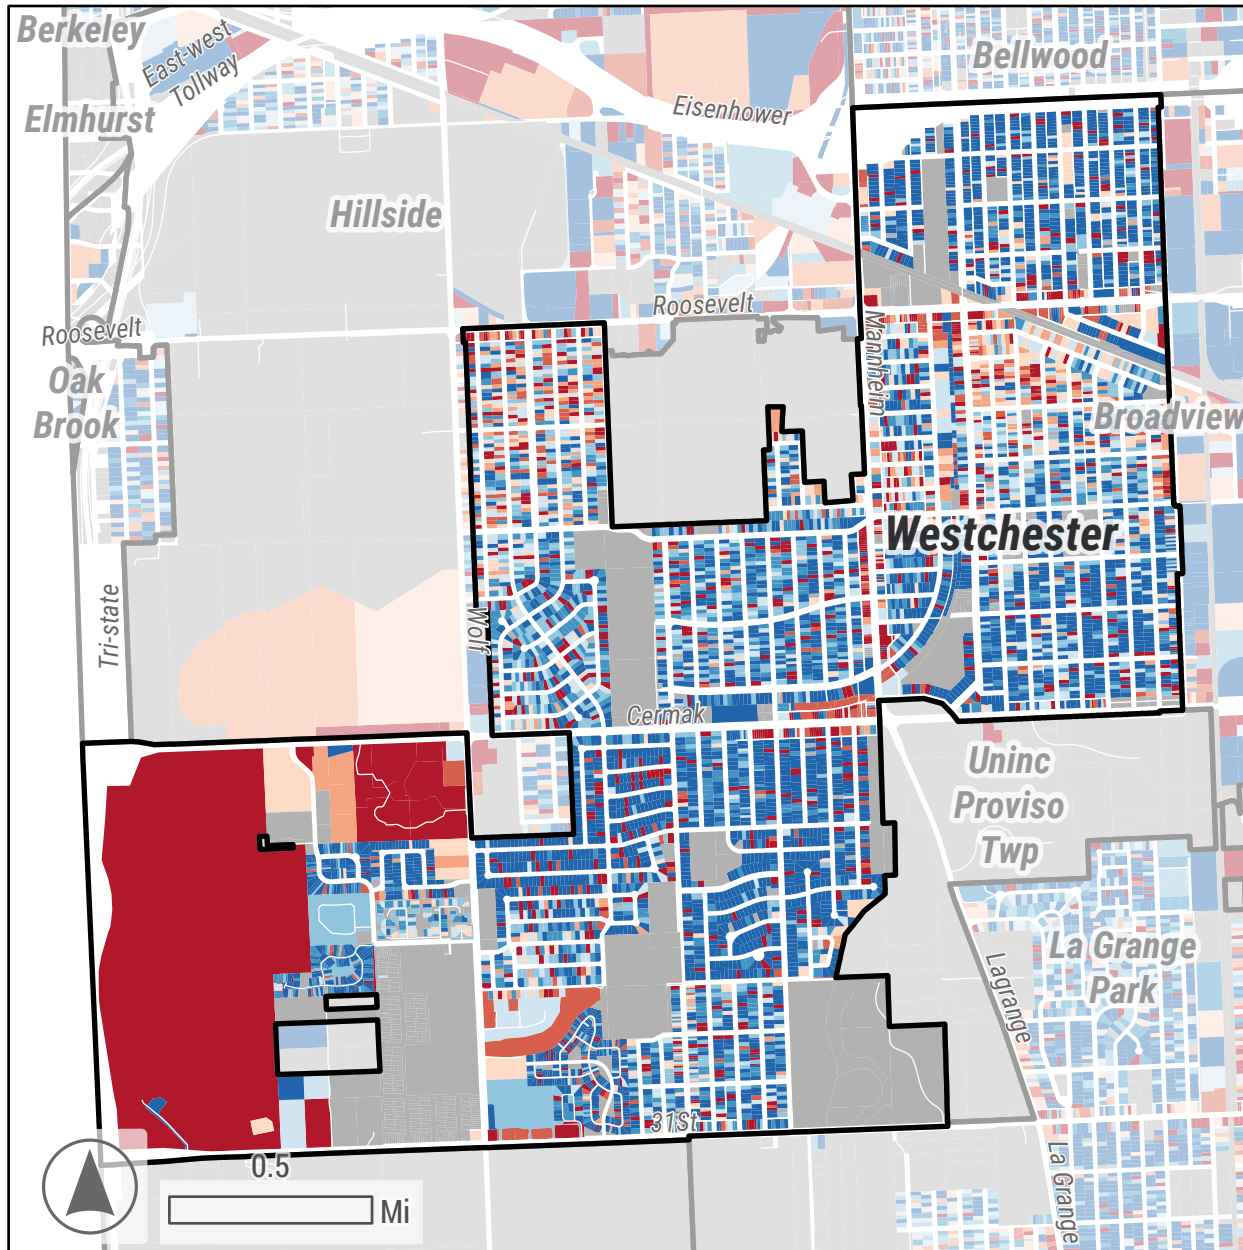 Berkeley
East-west
Tollway
Bellwood
Elmhurst
Eisenhower
Hillside
Roosevelt
Roosevelt
Mannheim
Oak
Brook
Broadview
Westchester
Tri-state
Wolf
Cermak
Uninc
Proviso
Twp
La Grange
Park
Lagrange
31St
La Grange
0.5
Mi